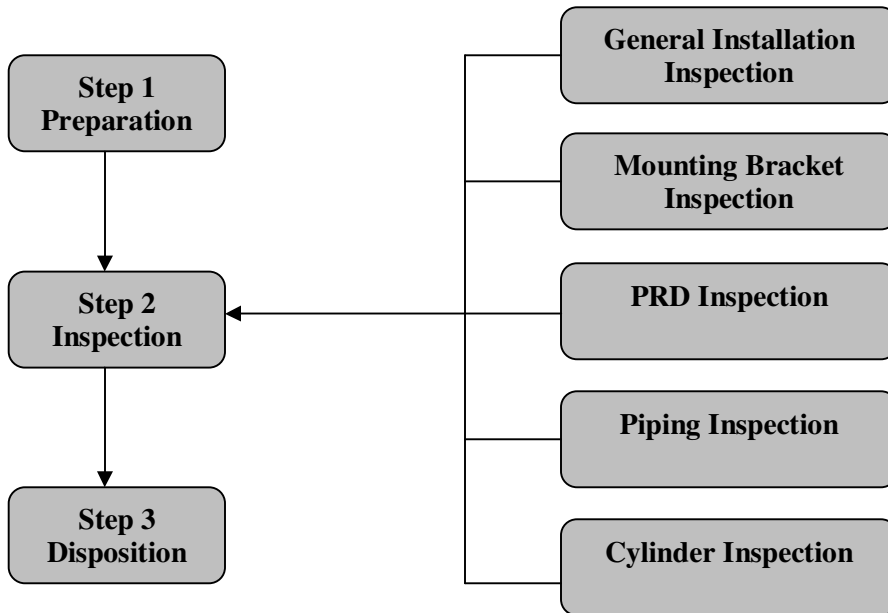 Step 1
Preparation
Step 2
Inspection
Step 3
Disposition
General Installation
Inspection
Mounting Bracket
Inspection
PRD Inspection
Piping Inspection
Cylinder Inspection